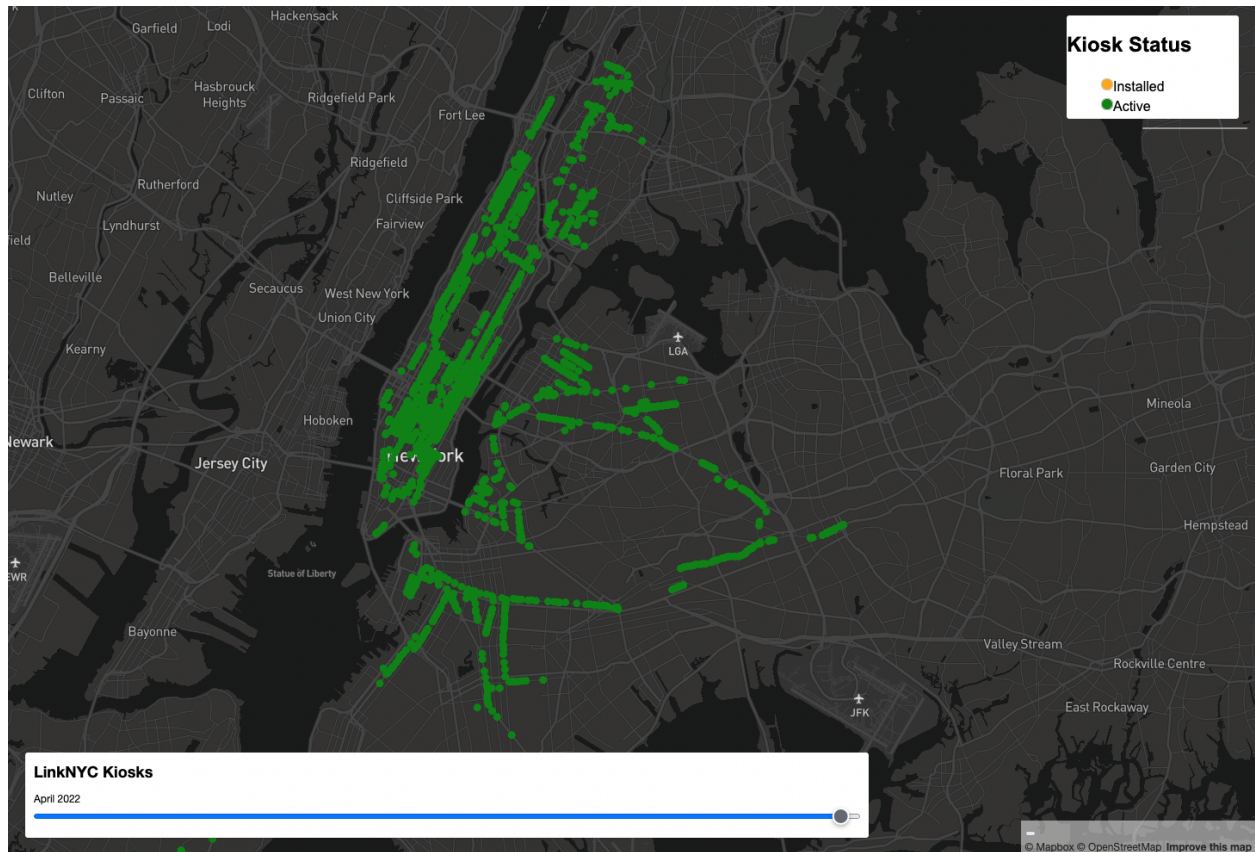 Hackensack
Garfield
Lodi
Kiosk Status
Installed
Active
Hasbrouck
Heights
Clifton
Passaic
Ridgefield Park
Fort Lee
Ridgefield
Rutherford
Nutley
Cliffside Park
Lyndhurst
Fairview
field
Belleville
Secaucus
West New York
Union City
Kearny
LGA
Mineola
Hoboken
Newark
Jersey City
New York
Floral Park
Garden City
Hempstead
EWR
Statue of Liberty
Bayonne
Valley Stream
Rockville Centre
JFK
East Rockaway
LinkNYC Kiosks
April 2022
© Mapbox © OpenStreetMap Improve this map